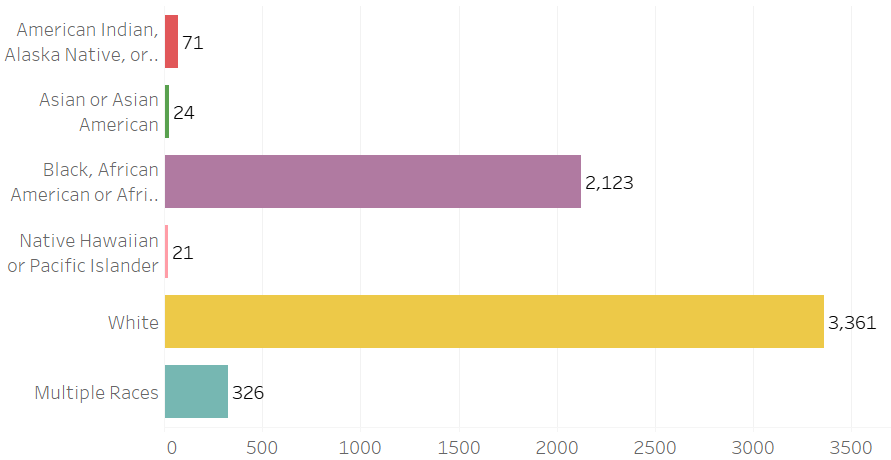 American Indian,
Alaska Native, or..
71
Asian or Asian
American
24
Black, African
American or Afri..
2,123
Native Hawaiian
or Pacific Islander
21
White
3,361
Multiple Races
326
0 500 1000 1500 2000 2500 3000 3500